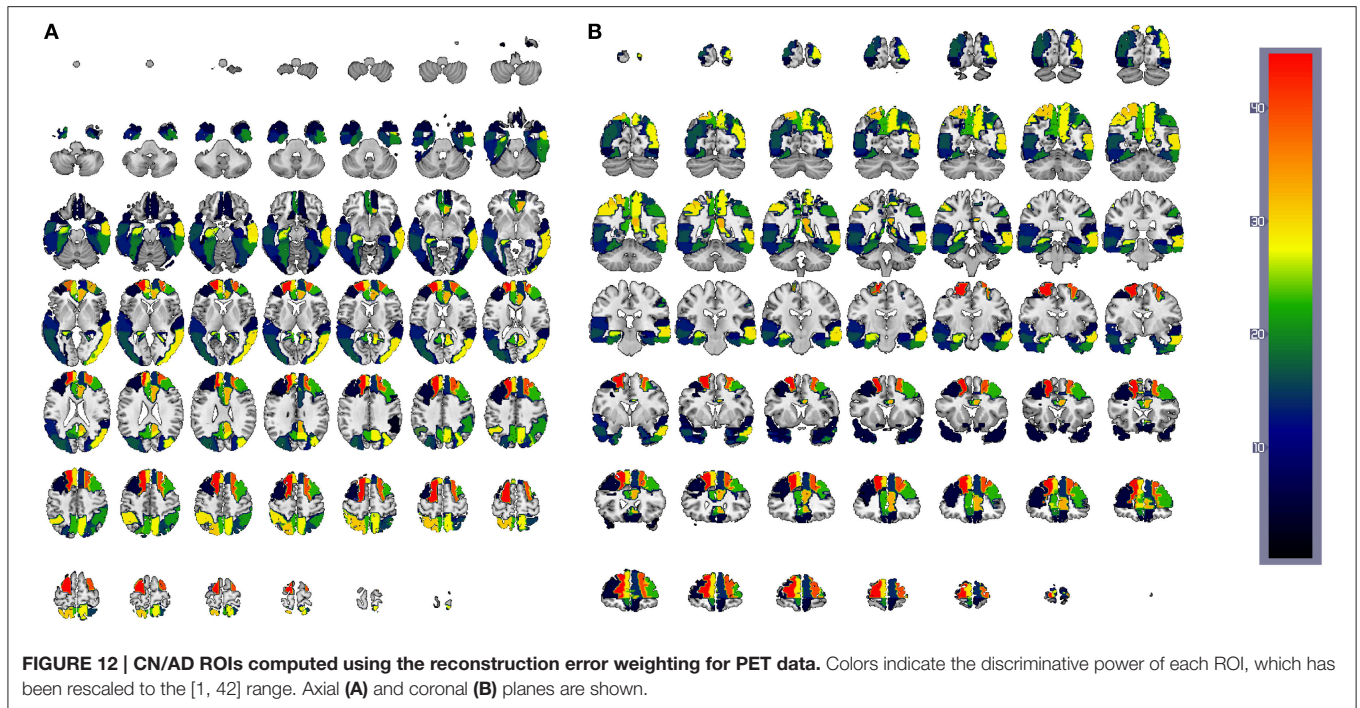 A
B
40
30
20
10
FIGURE 12 | CN/AD ROIs computed using the reconstruction error weighting for PET data. Colors indicate the discriminative power of each ROI, which has
been rescaled to the [1, 42] range. Axial (A) and coronal (B) planes are shown.